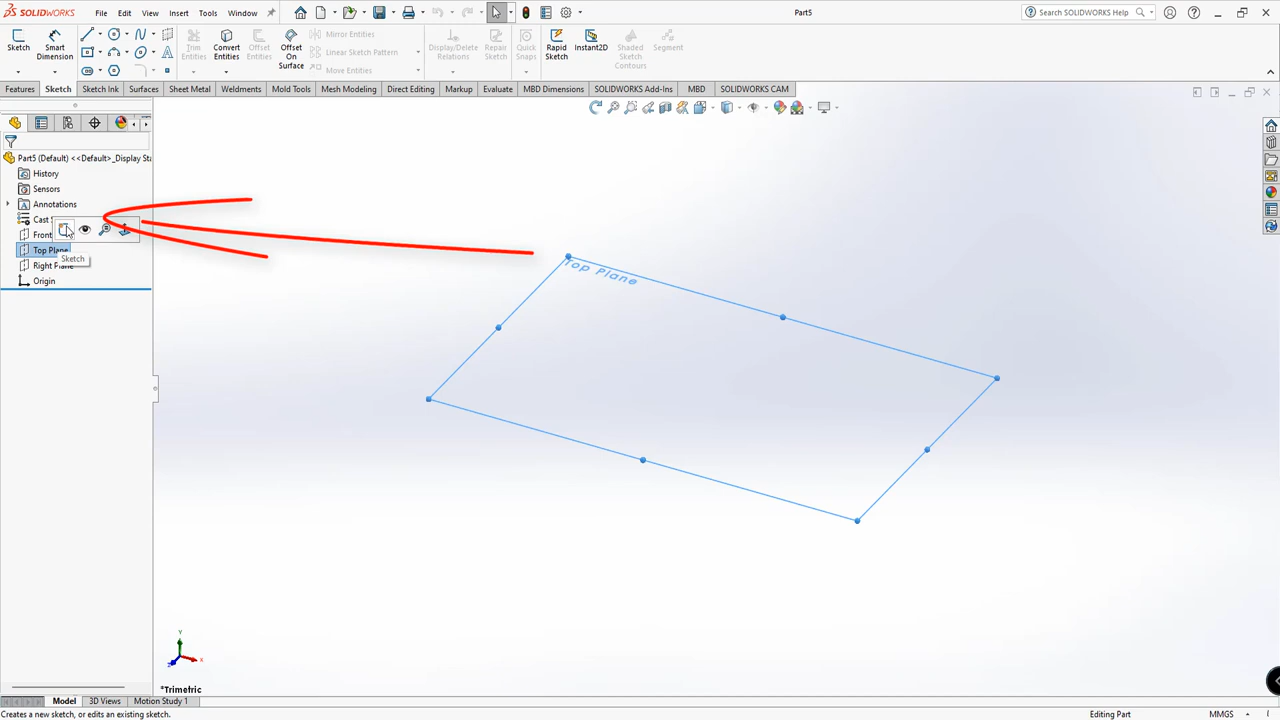 SOLIDWORKS File Edit View Insert Tools Window Part5 Search SOLIDWORKS Help
Sketch Smart Dimension Trim Entities Convert Entities Offset Entities Offset On Surface Mirror Entities Linear Sketch Pattern Move Entities Display/Delete Relations Repair Sketch Quick Snaps Rapid Sketch Instant2D Shaded Sketch Contours Segment
Features Sketch Sketch Ink Surfaces Sheet Metal Weldments Mold Tools Mesh Modeling Direct Editing Markup Evaluate MBD Dimensions SOLIDWORKS Add-Ins MBD SOLIDWORKS CAM
Part5 (Default) <<Default>_Display Sta
History
Sensors
Annotations
Cast
Front
Top Plane
Sketch
Right Plane
Origin
Top Plane
Y
X
Z
*Trimetric
Model 3D Views Motion Study 1
Creates a new sketch, or edits an existing sketch. Editing Part MMGS